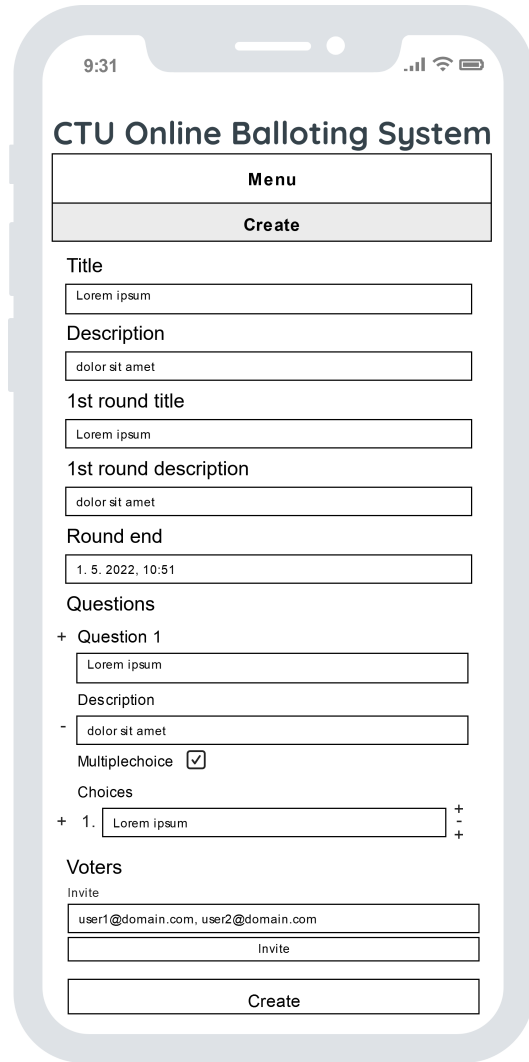 9:31
CTU Online Balloting System
Menu
Create
Title
Lorem ipsum
Description
dolor sit amet
1st round title
Lorem ipsum
1st round description
dolor sit amet
Round end
1. 5. 2022, 10:51
Questions
+ Question 1
Lorem ipsum
Description
- dolor sit amet
Multiplechoice
Choices
+
+ 1. Lorem ipsum -
+
Voters
Invite
user1@domain.com, user2@domain.com
Invite
Create